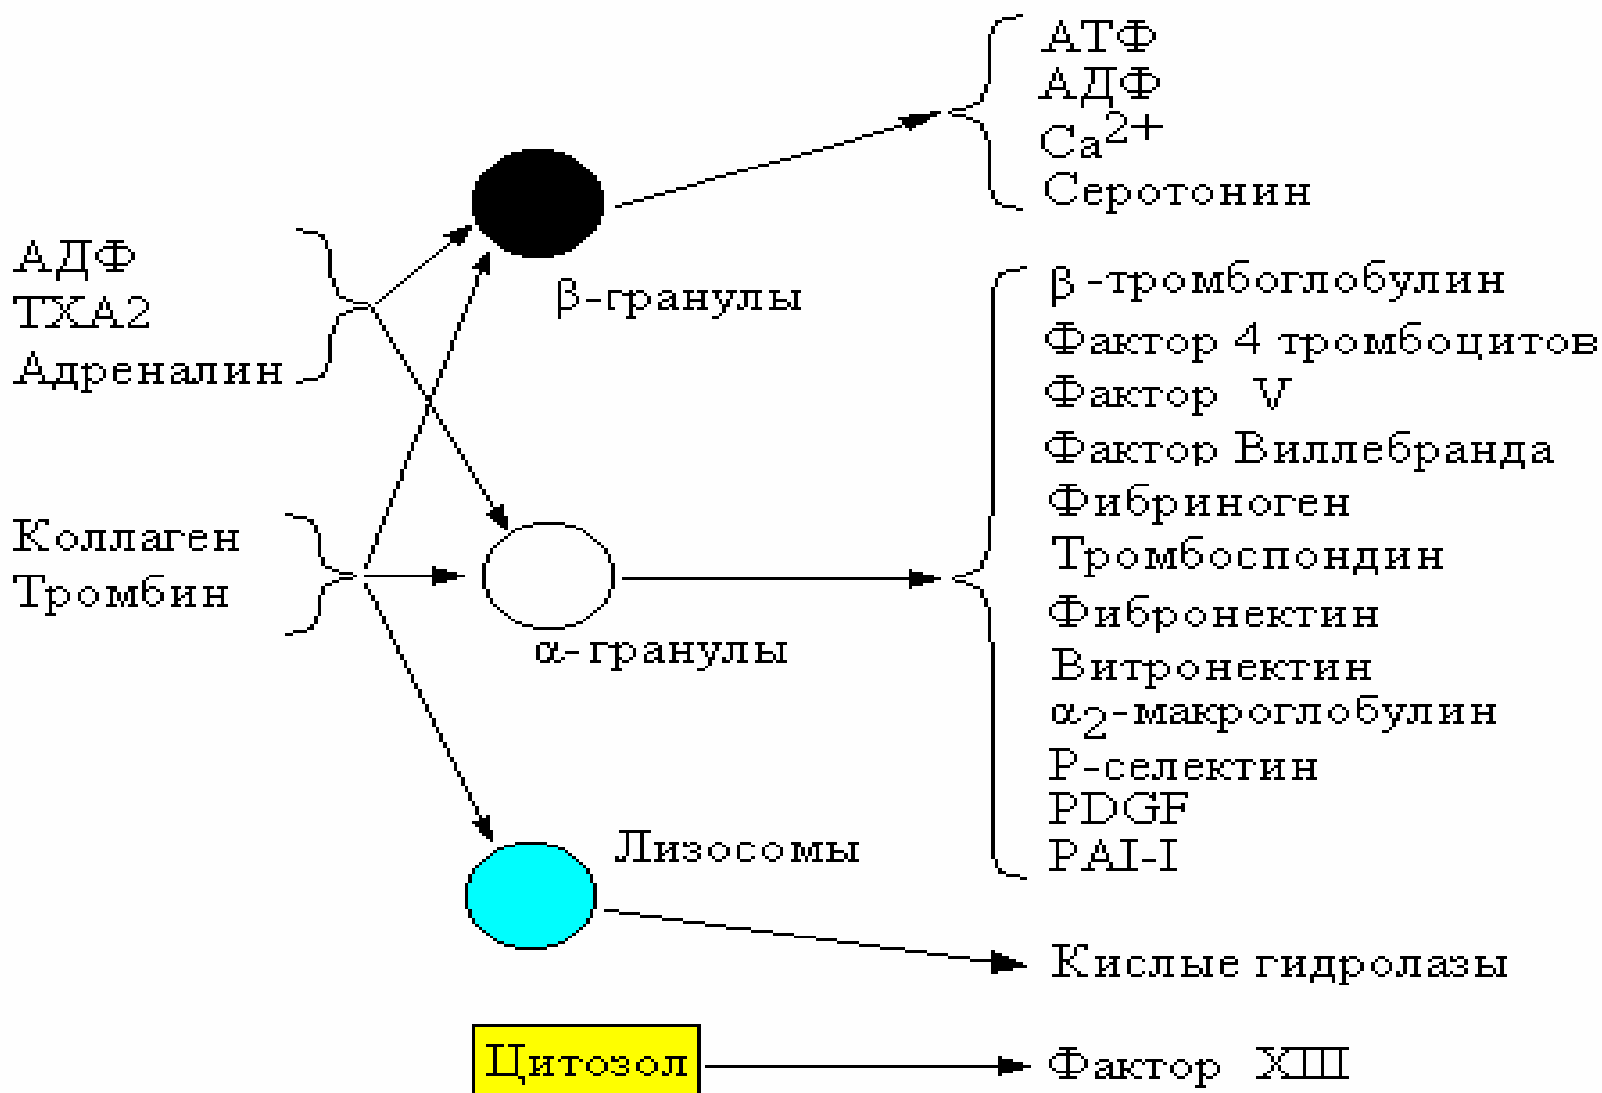 АДФ
ТХА2
Адреналин
Коллаген
Тромбин
β-гранулы
α-гранулы
Лизосомы
Цитозол
АТФ
АДФ
Ca2+
Серотонин
β-тромбоглобулин
Фактор 4 тромбоцитов
Фактор V
Фактор Виллебранда
Фибриноген
Тромбоспондин
Фибронектин
Витронектин
α2-макроглобулин
Р-селектин
PDGF
PAI-I
Кислые гидролазы
Фактор XIII